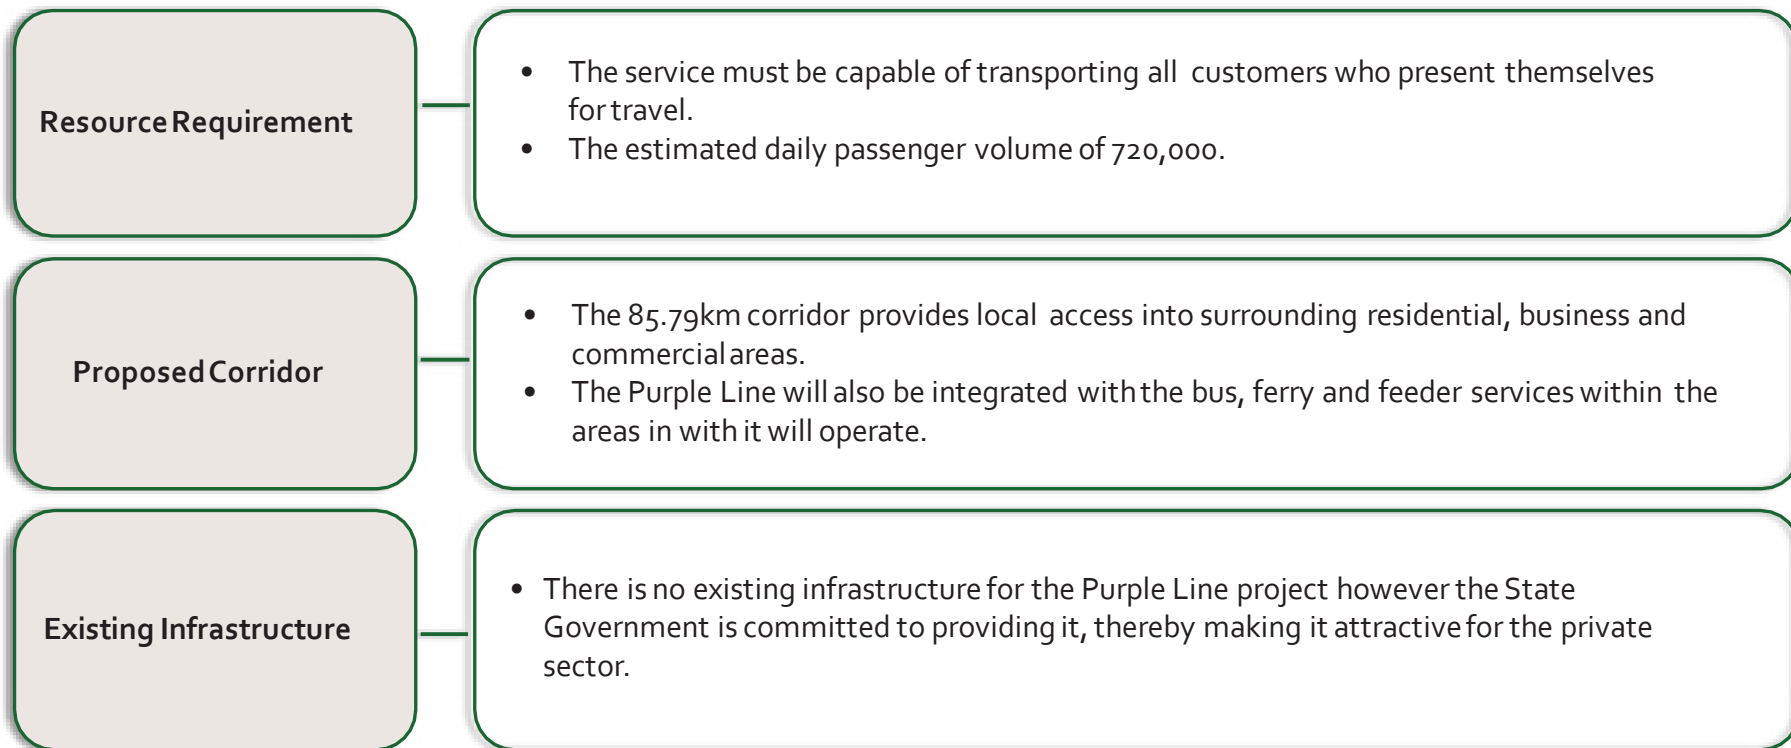 Resource Requirement
• The service must be capable of transporting all customers who present themselves
for travel.
• The estimated daily passenger volume of 720,000.
Proposed Corridor
• The 85.79km corridor provides local access into surrounding residential, business and
commercial areas.
• The Purple Line will also be integrated with the bus, ferry and feeder services within the
areas in with it will operate.
Existing Infrastructure
• There is no existing infrastructure for the Purple Line project however the State
Government is committed to providing it, thereby making it attractive for the private
sector.